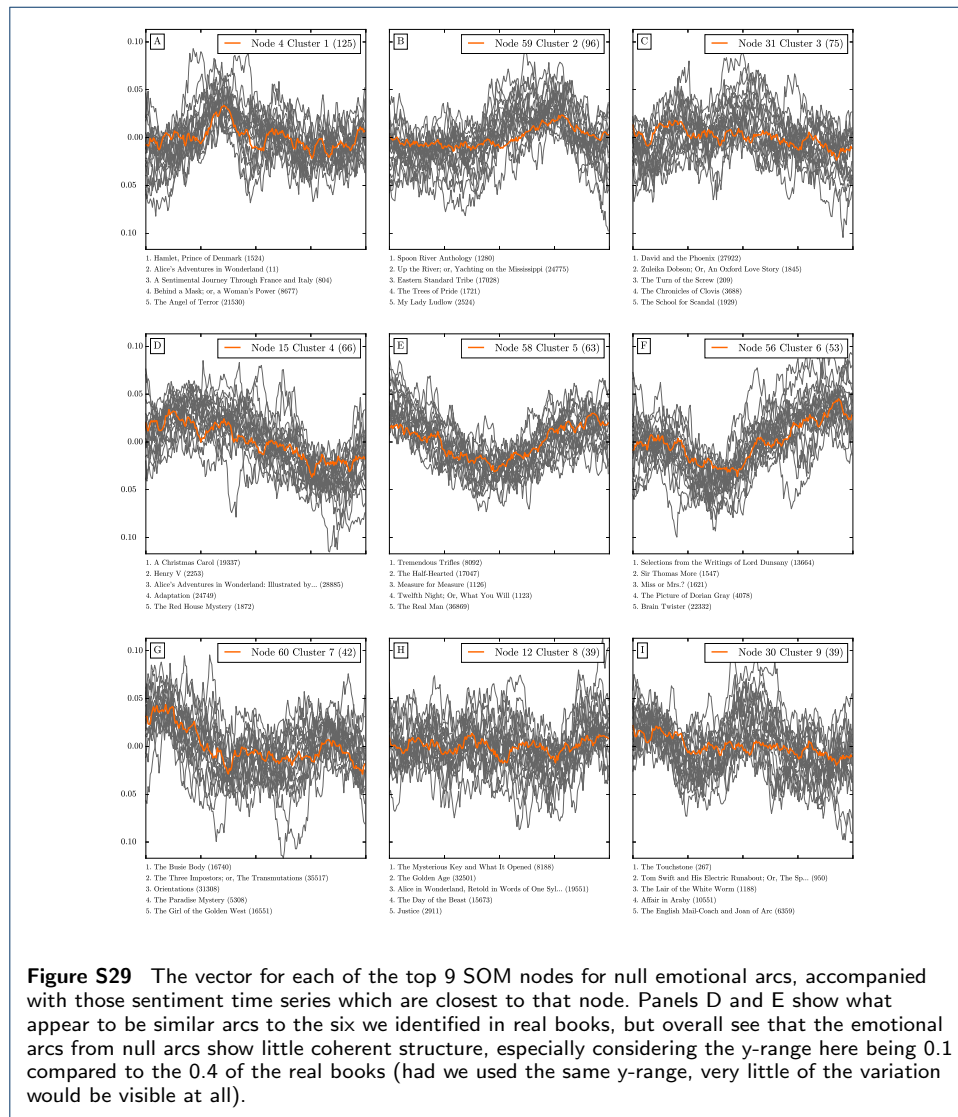 A
Node 4 Cluster 1 (125)
B
Node 59 Cluster 2 (96)
C
Node 31 Cluster 3 (75)
0.10
0.05
0.00
0.05
0.10
1. Hamlet, Prince of Denmark (1524)
2. Alice's Adventures in Wonderland (11)
3. A Sentimental Journey Through France and Italy (804)
4. Behind a Mask; or, a Woman's Power (8677)
5. The Angel of Terror (21530)
1. Spoon River Anthology (1280)
2. Up the River; or, Yachting on the Mississippi (24775)
3. Eastern Standard Tribe (17028)
4. The Trees of Pride (1721)
5. My Lady Ludlow (2524)
1. David and the Phoenix (27922)
2. Zuleika Dobson; Or, An Oxford Love Story (1845)
3. The Turn of the Screw (209)
4. The Chronicles of Clovis (3688)
5. The School for Scandal (1929)
D
Node 15 Cluster 4 (66)
E
Node 58 Cluster 5 (63)
F
Node 56 Cluster 6 (53)
0.10
0.05
0.00
0.05
0.10
1. A Christmas Carol (19337)
2. Henry V (2253)
3. Alice's Adventures in Wonderland: Illustrated by... (28885)
4. Adaptation (24749)
5. The Red House Mystery (1872)
1. Tremendous Trifles (8092)
2. The Half-Hearted (17047)
3. Measure for Measure (1126)
4. Twelfth Night; Or, What You Will (1123)
5. The Real Man (36869)
1. Selections from the Writings of Lord Dunsany (13664)
2. Sir Thomas More (1547)
3. Miss or Mrs.? (1621)
4. The Picture of Dorian Gray (4078)
5. Brain Twister (22332)
G
Node 60 Cluster 7 (42)
H
Node 12 Cluster 8 (39)
I
Node 30 Cluster 9 (39)
0.10
0.05
0.00
0.05
0.10
1. The Busie Body (16740)
2. The Three Impostors; or, The Transmutations (35517)
3. Orientations (31308)
4. The Paradise Mystery (5308)
5. The Girl of the Golden West (16551)
1. The Mysterious Key and What It Opened (8188)
2. The Golden Age (32501)
3. Alice in Wonderland, Retold in Words of One Syl... (19551)
4. The Day of the Beast (15673)
5. Justice (2911)
1. The Touchstone (267)
2. Tom Swift and His Electric Runabout; Or, The Sp... (950)
3. The Lair of the White Worm (1188)
4. Affair in Araby (10551)
5. The English Mail-Coach and Joan of Arc (6359)
Figure S29 The vector for each of the top 9 SOM nodes for null emotional arcs, accompanied
with those sentiment time series which are closest to that node. Panels D and E show what
appear to be similar arcs to the six we identified in real books, but overall see that the emotional
arcs from null arcs show little coherent structure, especially considering the y-range here being 0.1
compared to the 0.4 of the real books (had we used the same y-range, very little of the variation
would be visible at all).